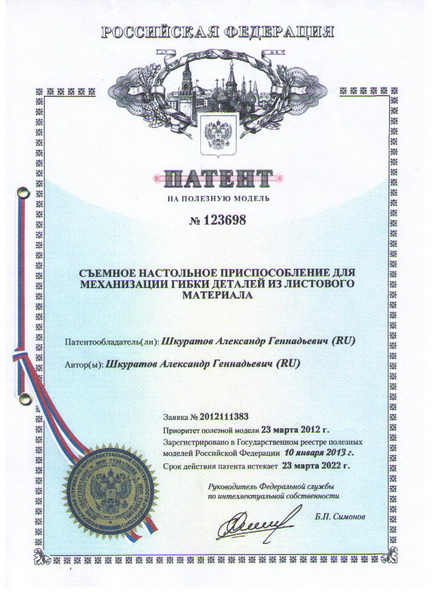 РОССИЙСКАЯ ФЕДЕРАЦИЯ
ПАТЕНТ
НА ПОЛЕЗНУЮ МОДЕЛЬ
№ 123698
СЪЕМНОЕ НАСТОЛЬНОЕ ПРИСПОСОБЛЕНИЕ ДЛЯ
МЕХАНИЗАЦИИ ГИБКИ ДЕТАЛЕЙ ИЗ ЛИСТОВОГО
МАТЕРИАЛА
Патентообладатель(ли): Шкуратов Александр Геннадьевич (RU)
Автор(ы): Шкуратов Александр Геннадьевич (RU)
Заявка № 2012111383
Приоритет полезной модели 23 марта 2012 г.
Зарегистрировано в Государственном реестре полезных
моделей Российской Федерации 10 января 2013 г.
Срок действия патента истекает 23 марта 2022 г.
Руководитель Федеральной службы
по интеллектуальной собственности
Б.П. Симонов